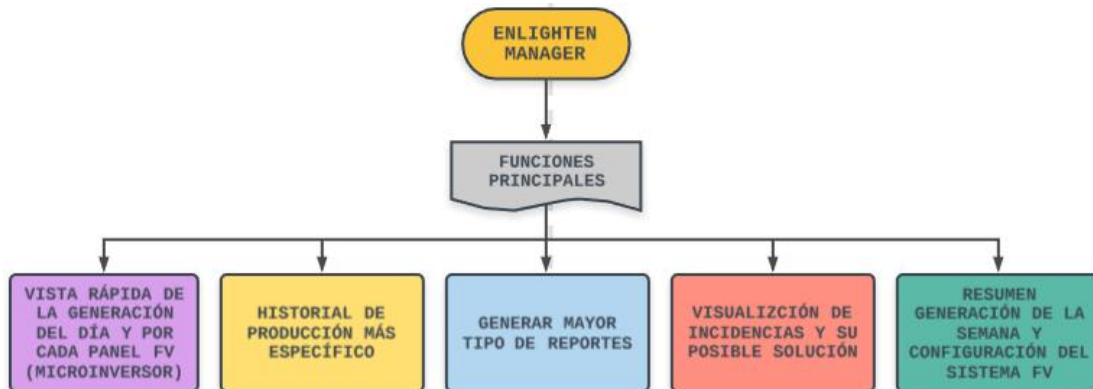 ENLIGHTEN
MANAGER
FUNCIONES
PRINCIPALES
VISTA RÁPIDA DE
LA GENERACIÓN
DEL DÍA Y POR
CADA PANEL FV
(MICROINVERSOR)
HISTORIAL DE
PRODUCCIÓN MÁS
ESPECÍFICO
GENERAR MAYOR
TIPO DE REPORTES
VISUALIZCIÓN DE
INCIDENCIAS Y SU
POSIBLE SOLUCIÓN
RESUMEN
GENERACIÓN DE LA
SEMANA Y
CONFIGURACIÓN DEL
SISTEMA FV